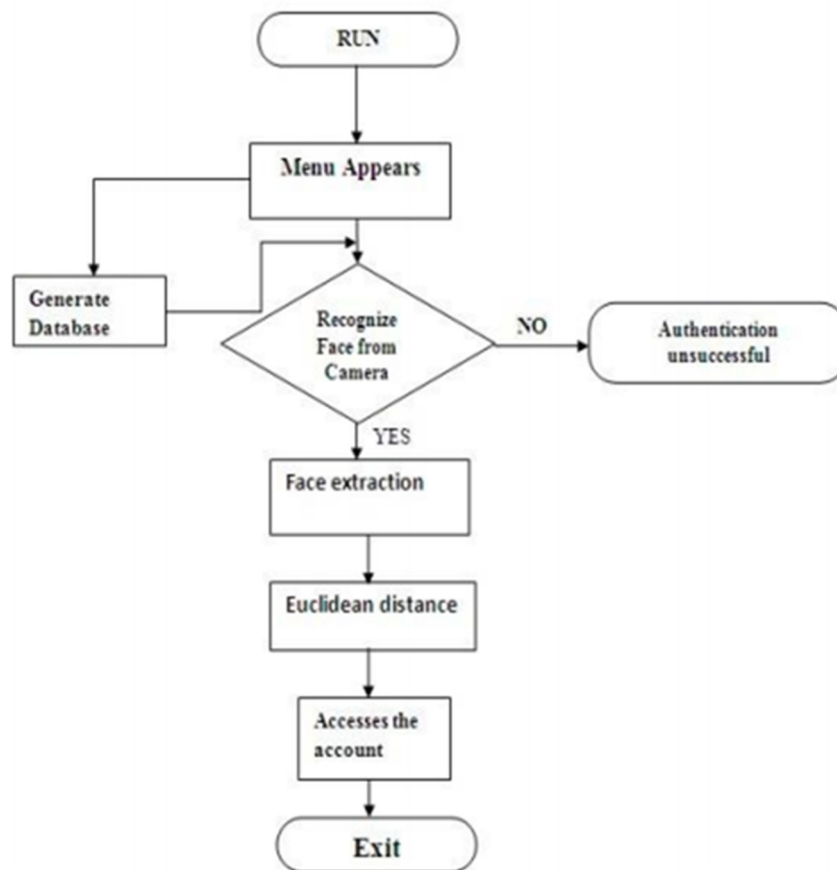 RUN
Menu Appears
Generate
Database
Recognize
Face from
Camera
NO
Authentication
unsuccessful
YES
Face extraction
Euclidean distance
Accesses the
account
Exit